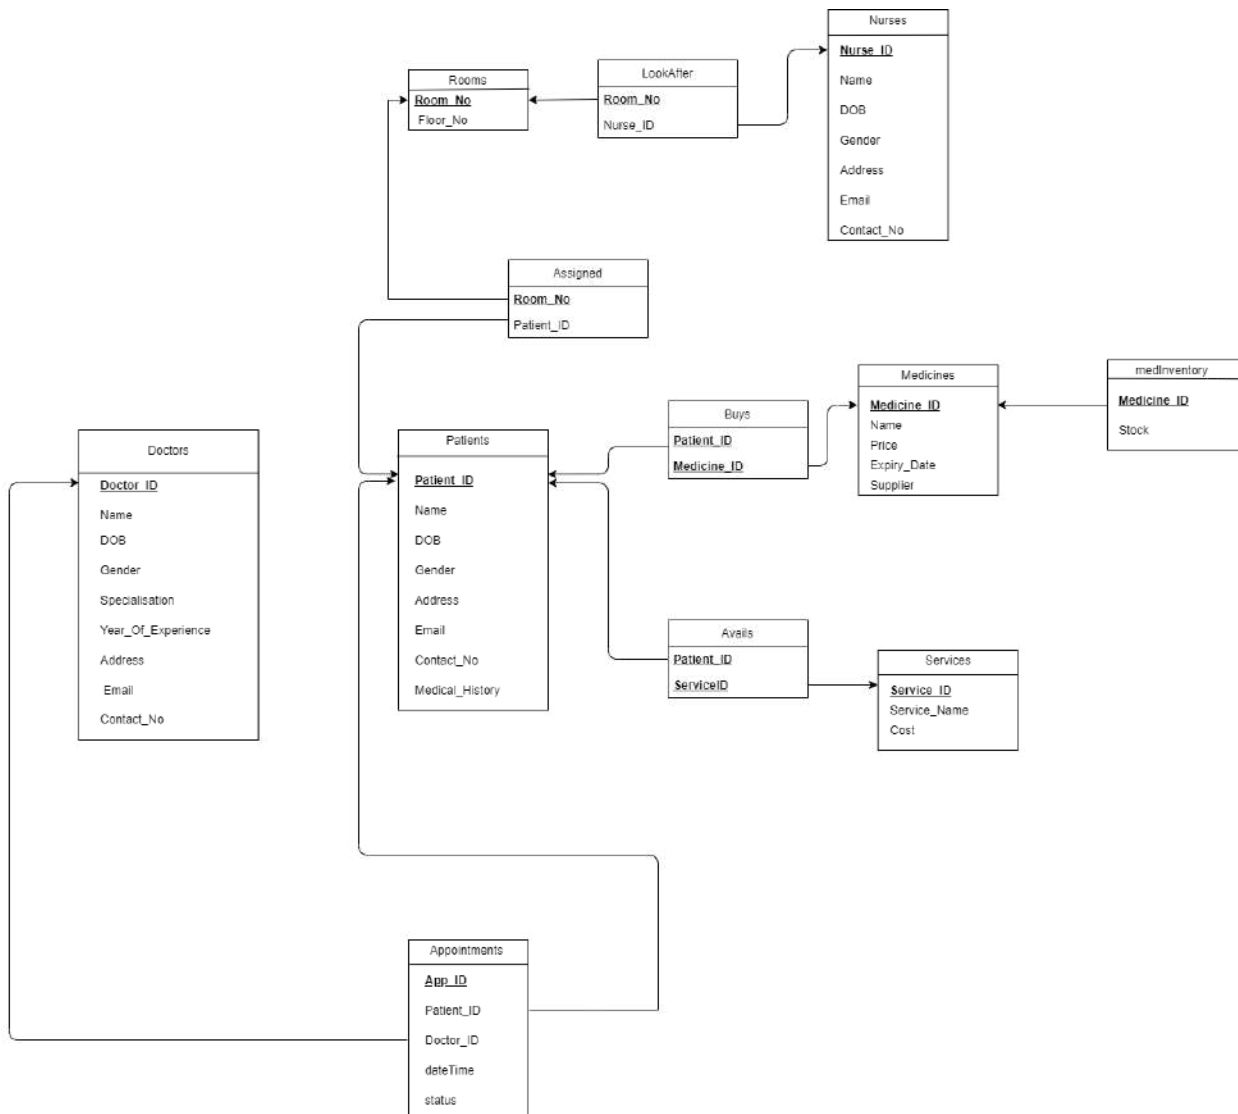 Nurses
Nurse_ID
Name
DOB
Gender
Address
Email
Contact_No
LookAfter
Room_No
Nurse_ID
Rooms
Room_No
Floor_No
Assigned
Room_No
Patient_ID
Medicines
Medicine_ID
Name
Price
Expiry_Date
Supplier
medInventory
Medicine_ID
Stock
Buys
Patient_ID
Medicine_ID
Doctors
Doctor_ID
Name
DOB
Gender
Specialisation
Year_Of_Experience
Address
Email
Contact_No
Patients
Patient_ID
Name
DOB
Gender
Address
Email
Contact_No
Medical_History
Avails
Patient_ID
ServiceID
Services
Service_ID
Service_Name
Cost
Appointments
App_ID
Patient_ID
Doctor_ID
dateTime
status